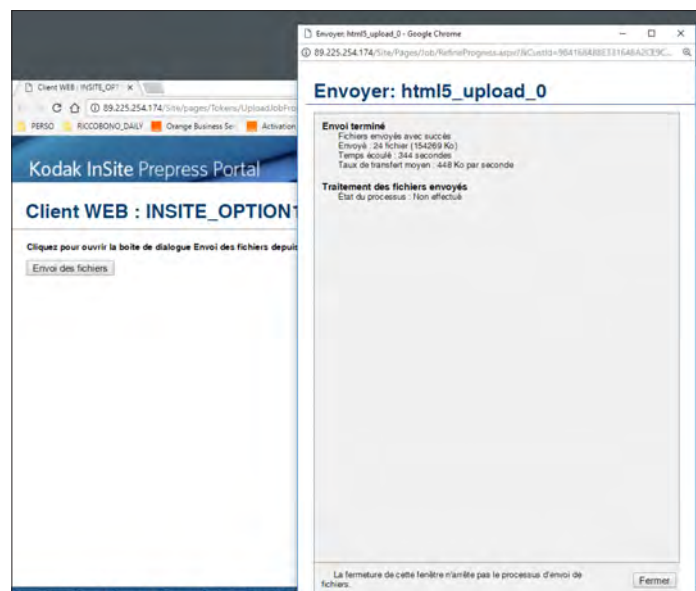 Client WEB : INSITE_OPT
89.225.254.174/Site/pages/Tokens/UploadJobFro
PERSO RICCOBONO_DAILY Orange Business Se Activation
Kodak InSite Prepress Portal
Client WEB : INSITE_OPTION1
Cliquez pour ouvrir la boite de dialogue Envoi des fichiers depuis
Envoi des fichiers
Envoyer: html5_upload_0 - Google Chrome
89.225.254.174/Site/Pages/Job/RefineProgress.aspx?
Envoyer: html5_upload_0
Envoi terminé
Fichiers envoyés avec succès
Envoyé : 24 fichier (154269 Ko)
Temps écoulé : 344 secondes
Taux de transfert moyen : 448 Ko par seconde
Traitement des fichiers envoyés
État du processus : Non effectué
La fermeture de cette fenêtre n'arrête pas le processus d'envoi de
fichiers.
Fermer